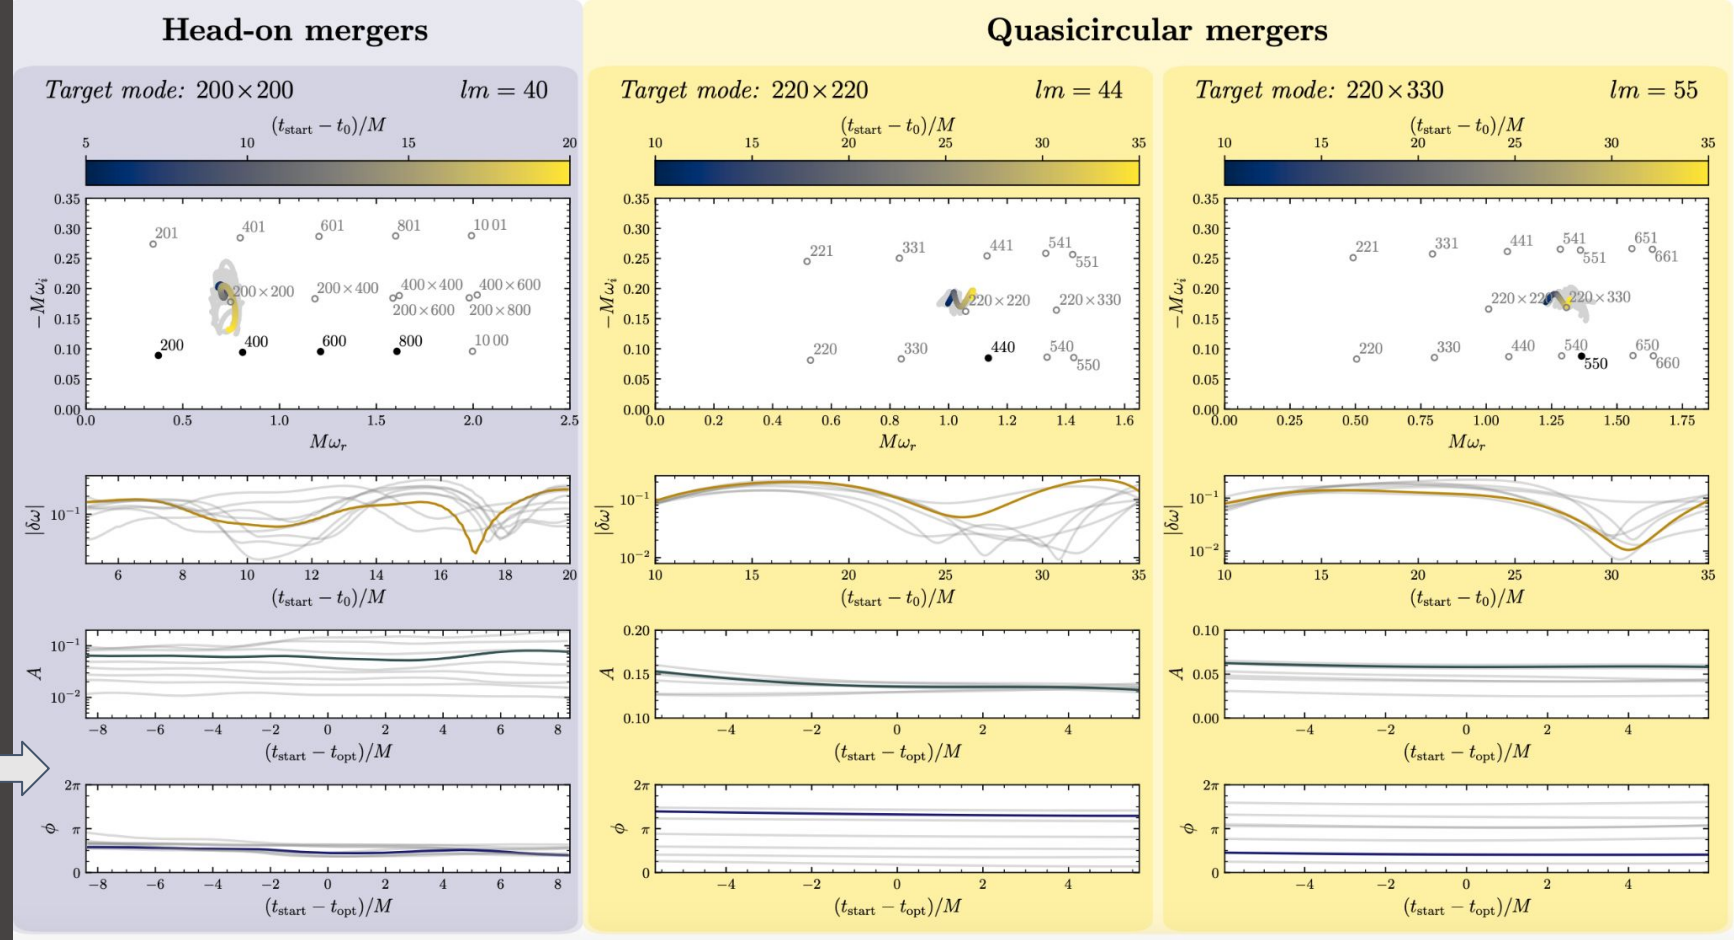 Head-on mergers
Quasicircular mergers
Target mode: 200×200 lm = 40
(t_start − t_0)/M
5 10 15 20
0.35
0.30
0.25
0.20
0.15
0.10
0.05
0.00
−Mω_i
201 401 601 801 10 01
200×200 200×400 400×400 400×600
200×600 200×800
200 400 600 800 10 00
0.0 0.5 1.0 1.5 2.0 2.5
Mω_r
|δω|
10⁻¹
6 8 10 12 14 16 18 20
(t_start − t_0)/M
A
10⁻¹
10⁻²
−8 −6 −4 −2 0 2 4 6 8
(t_start − t_opt)/M
ϕ
2π
π
0
−8 −6 −4 −2 0 2 4 6 8
(t_start − t_opt)/M
Target mode: 220×220 lm = 44
(t_start − t_0)/M
10 15 20 25 30 35
0.35
0.30
0.25
0.20
0.15
0.10
0.05
0.00
−Mω_i
221 331 441 541
551
220×220 220×330
220 330 440 540
550
0.0 0.2 0.4 0.6 0.8 1.0 1.2 1.4 1.6
Mω_r
|δω|
10⁻¹
10⁻²
10 15 20 25 30 35
(t_start − t_0)/M
A
0.20
0.15
0.10
−4 −2 0 2 4
(t_start − t_opt)/M
ϕ
2π
π
0
−4 −2 0 2 4
(t_start − t_opt)/M
Target mode: 220×330 lm = 55
(t_start − t_0)/M
10 15 20 25 30 35
0.35
0.30
0.25
0.20
0.15
0.10
0.05
0.00
−Mω_i
221 331 441 541 651
551 661
220×220 220×330
220 330 440 540 650
550 660
0.00 0.25 0.50 0.75 1.00 1.25 1.50 1.75
Mω_r
|δω|
10⁻¹
10⁻²
10 15 20 25 30 35
(t_start − t_0)/M
A
0.10
0.05
0.00
−4 −2 0 2 4
(t_start − t_opt)/M
ϕ
2π
π
0
−4 −2 0 2 4
(t_start − t_opt)/M